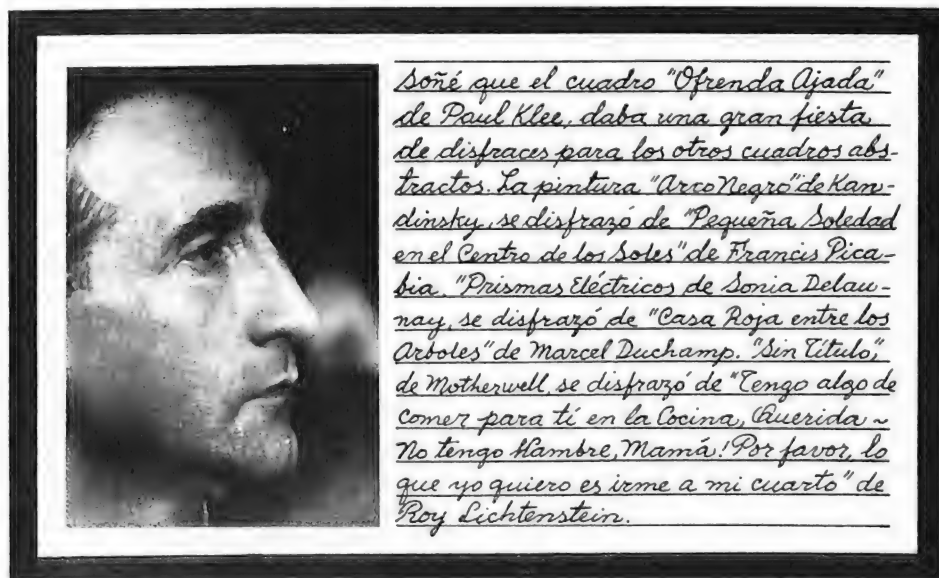 Soñé que el cuadro "Ofrenda Ajada"
de Paul Klee, daba una gran fiesta
de disfraces para los otros cuadros abs-
tractos. La pintura "Arco Negro" de Kan-
dinsky, se disfrazó de "Pequeña Soledad
en el Centro de los Soles" de Francis Pica-
bia. "Prismas Eléctricos de Sonia Delau-
nay, se disfrazó de "Casa Roja entre los
Arboles" de Marcel Duchamp. "Sin Título",
de Motherwell, se disfrazó de "Tengo algo de
comer para tí en la Cocina, Querida ~
No tengo Hambre, Mamá! Por favor, lo
que yo quiero es irme a mi cuarto" de
Roy Lichtenstein.